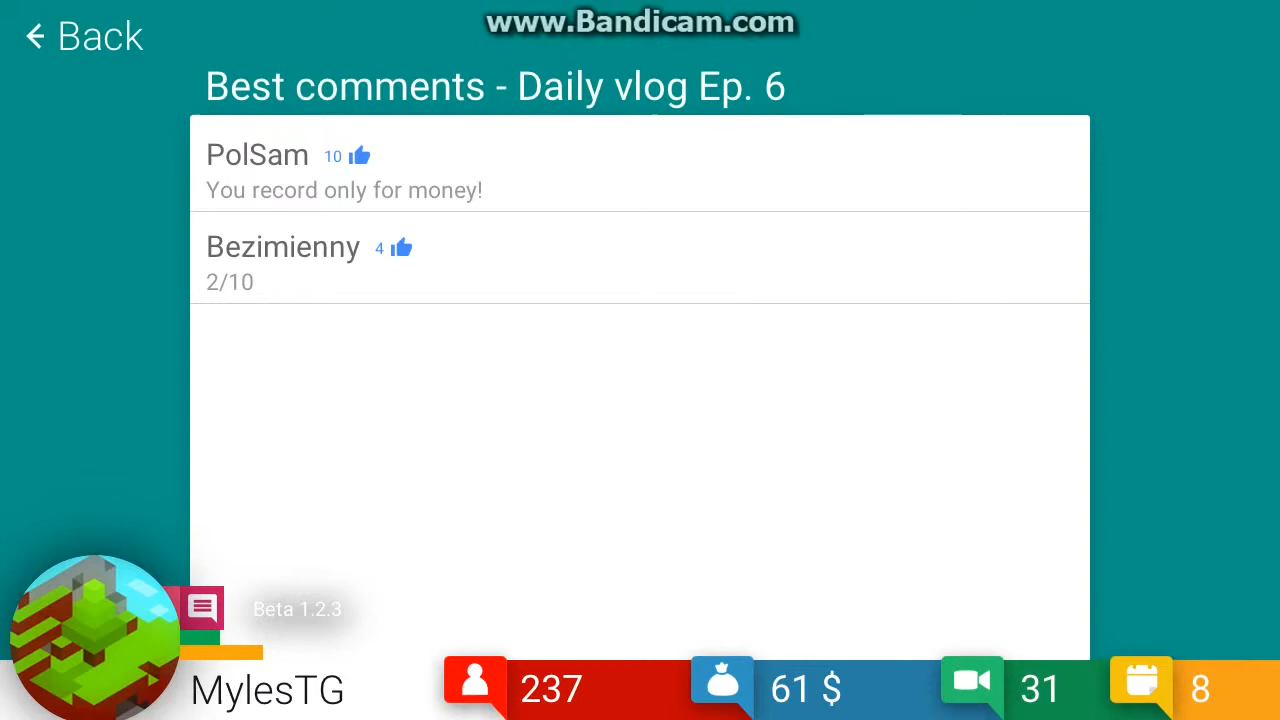 www.Bandicam.com
Back
Best comments - Daily vlog Ep. 6
PolSam 10
You record only for money!
Bezimienny 4
2/10
Beta 1.2.3
MylesTG 237 61 $ 31 8